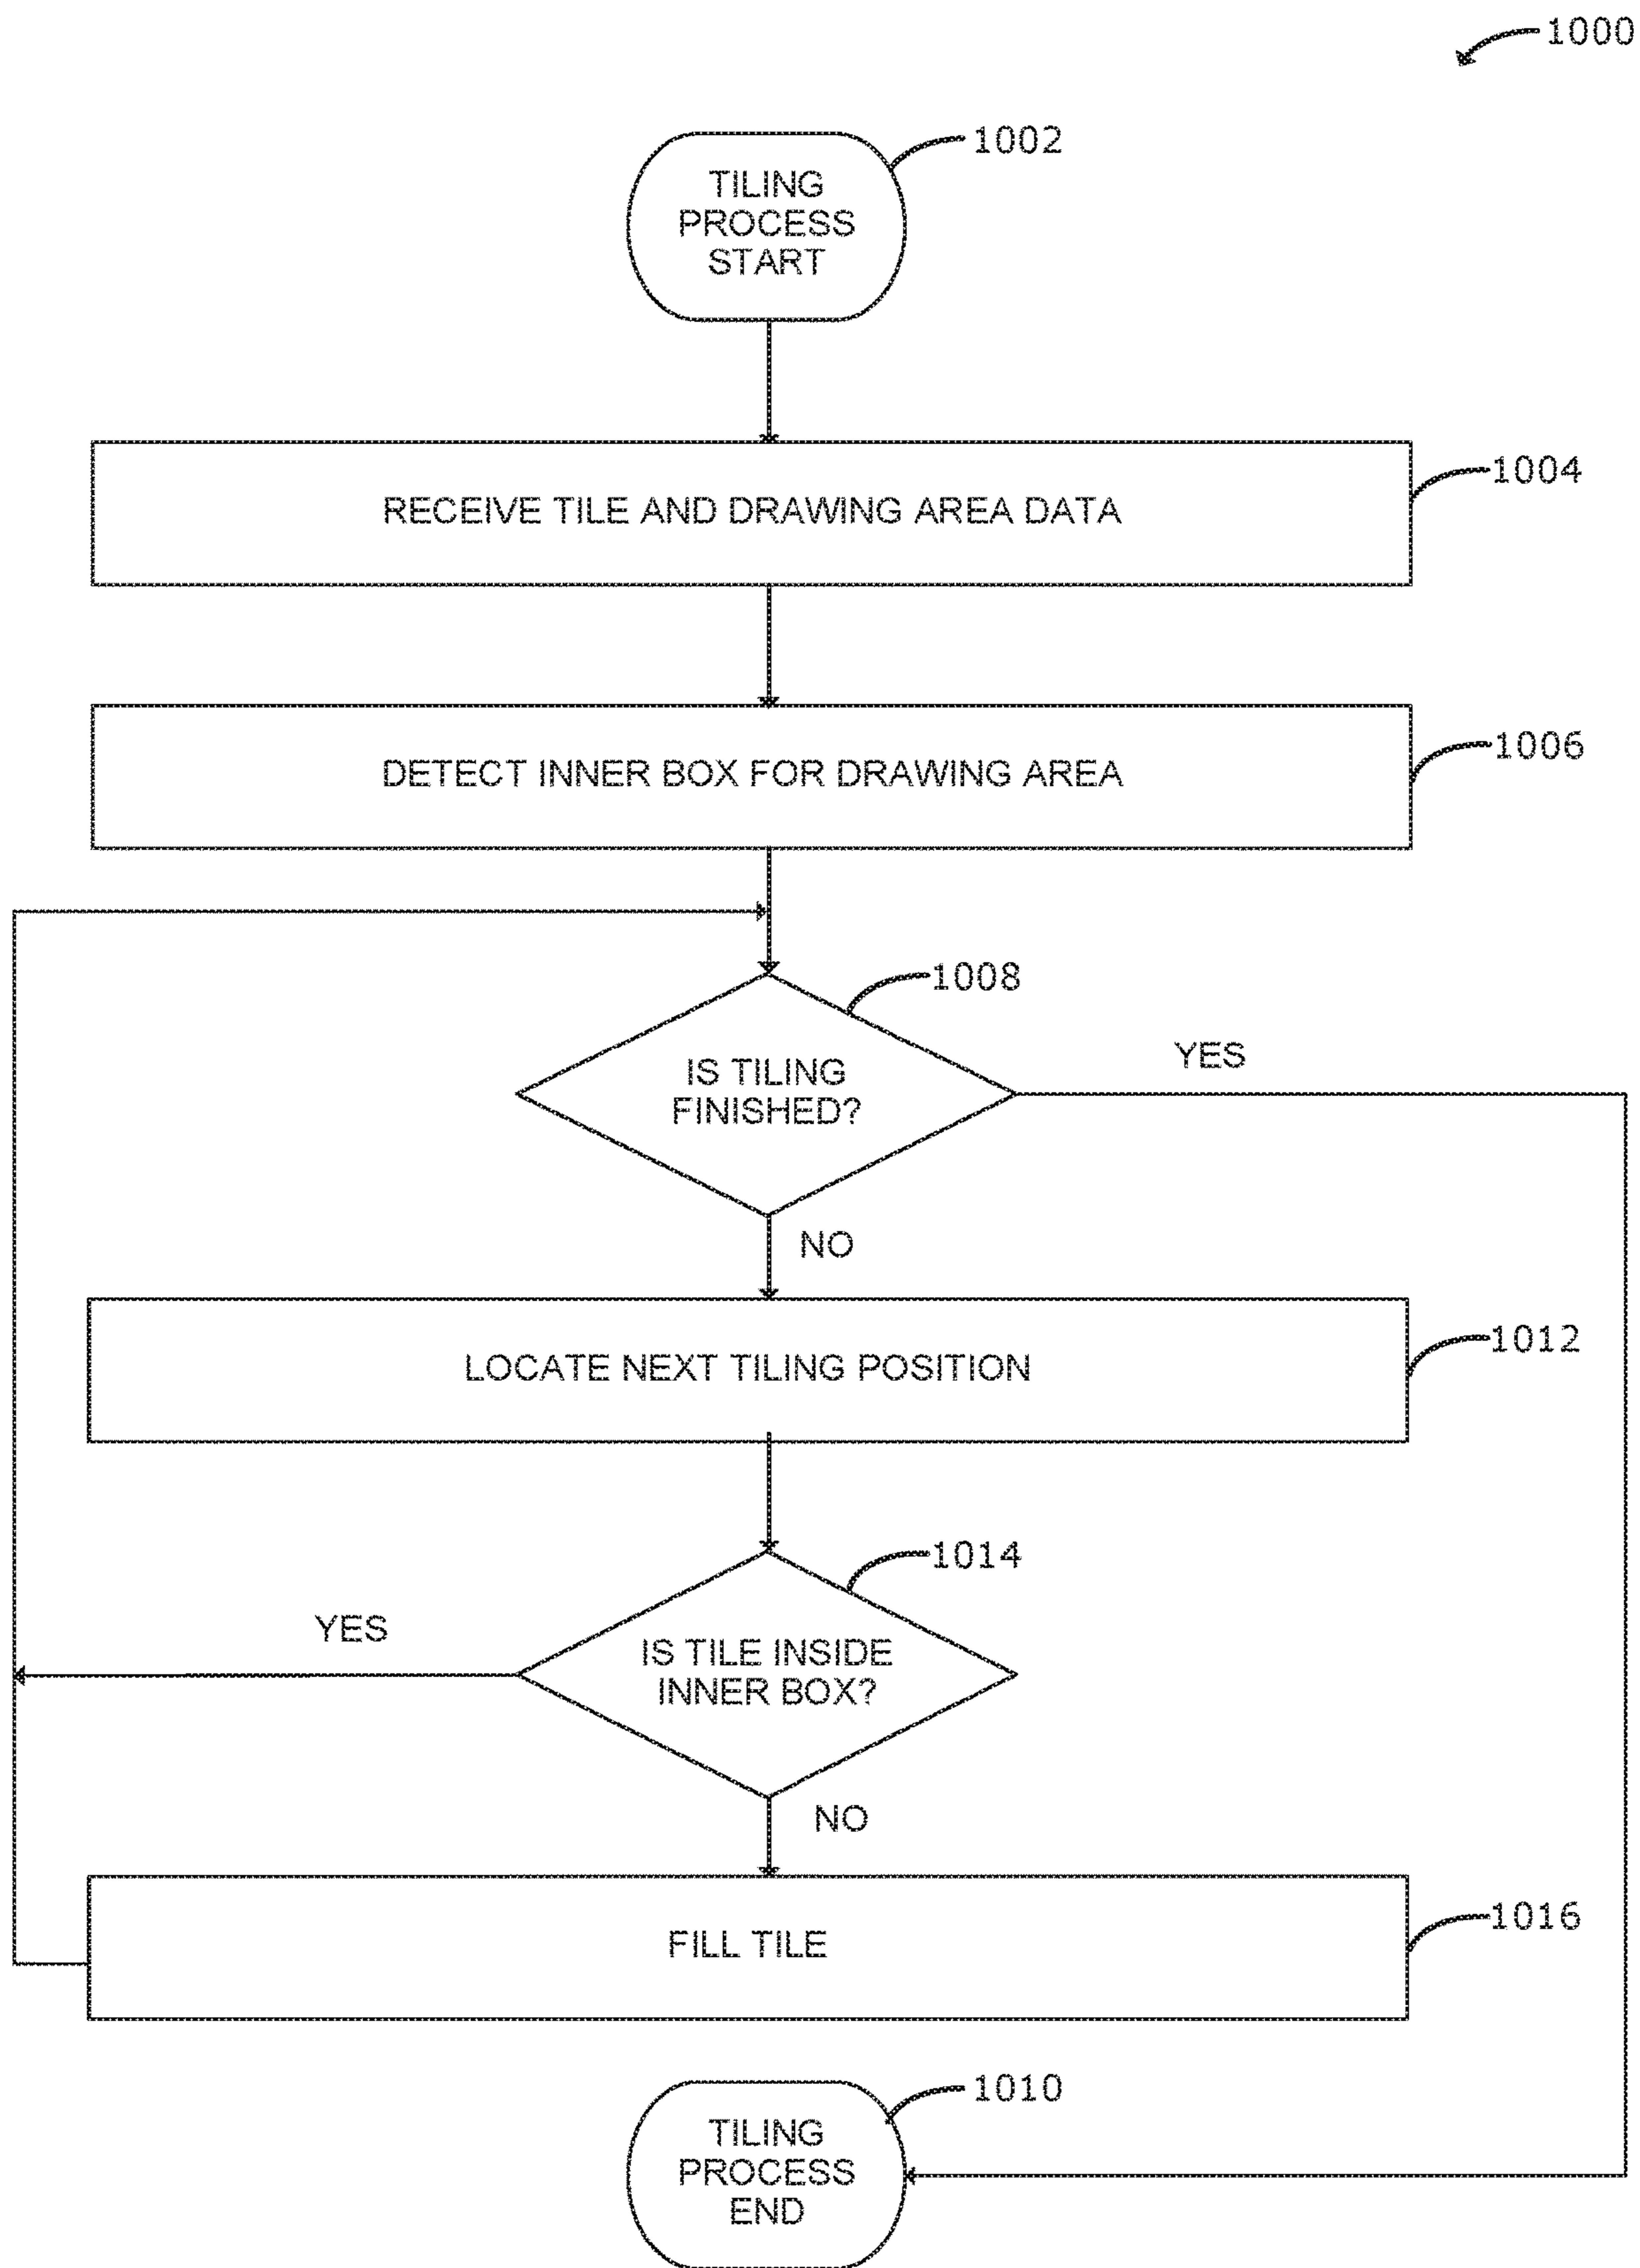 1000
1002
TILING
PROCESS
START
1004
RECEIVE TILE AND DRAWING AREA DATA
1006
DETECT INNER BOX FOR DRAWING AREA
1008
IS TILING
FINISHED?
YES
NO
1012
LOCATE NEXT TILING POSITION
1014
IS TILE INSIDE
INNER BOX?
YES
NO
1016
FILL TILE
1010
TILING
PROCESS
END